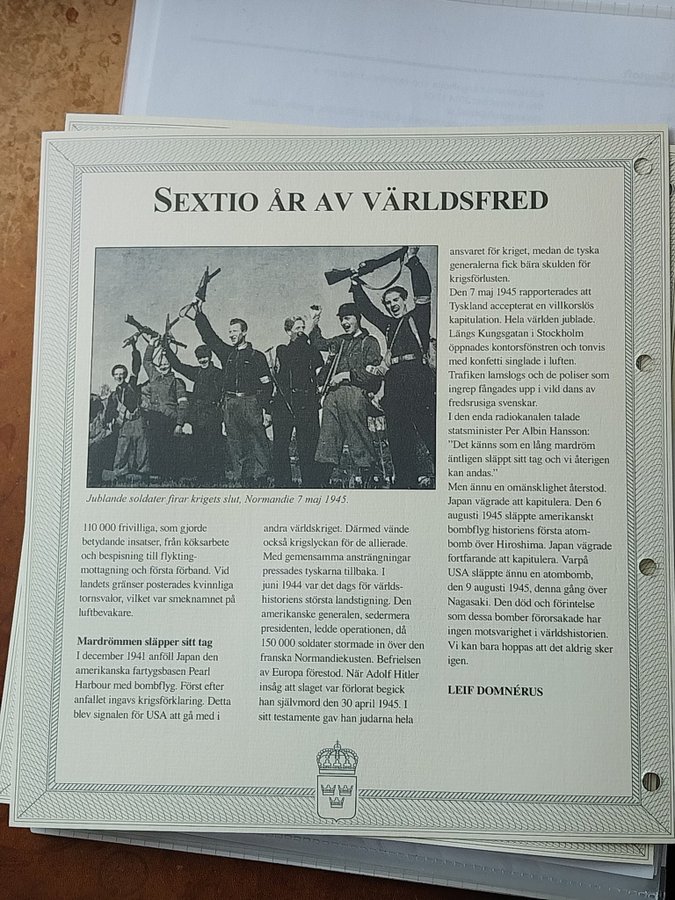 SEXTIO ÅR AV VÄRLDSFRED
Jublande soldater firar krigets slut, Normandie 7 maj 1945.
110 000 frivilliga, som gjorde
betydande insatser, från köksarbete
och bespisning till flykting-
mottagning och första förband. Vid
landets gränser posterades kvinnliga
tornsvalor, vilket var smeknamnet på
luftbevakare.
Mardrömmen släpper sitt tag
I december 1941 anföll Japan den
amerikanska fartygsbasen Pearl
Harbour med bombflyg. Först efter
anfallet ingavs krigsförklaring. Detta
blev signalen för USA att gå med i
andra världskriget. Därmed vände
också krigslyckan för de allierade.
Med gemensamma ansträngningar
pressades tyskarna tillbaka. I
juni 1944 var det dags för världs-
historiens största landstigning. Den
amerikanske generalen, sedermera
presidenten, ledde operationen, då
150 000 soldater stormade in över den
franska Normandiekusten. Befrielsen
av Europa förestod. När Adolf Hitler
insåg att slaget var förlorat begick
han självmord den 30 april 1945. I
sitt testamente gav han judarna hela
ansvaret för kriget, medan de tyska
generalerna fick bära skulden för
krigsförlusten.
Den 7 maj 1945 rapporterades att
Tyskland accepterat en villkorslös
kapitulation. Hela världen jublade.
Längs Kungsgatan i Stockholm
öppnades kontorsfönstren och tonvis
med konfetti singlade i luften.
Trafiken lamslogs och de poliser som
ingrep fångades upp i vild dans av
fredsrusiga svenskar.
I den enda radiokanalen talade
statsminister Per Albin Hansson:
”Det känns som en lång mardröm
äntligen släppt sitt tag och vi återigen
kan andas.”
Men ännu en omänsklighet återstod.
Japan vägrade att kapitulera. Den 6
augusti 1945 släppte amerikanskt
bombflyg historiens första atom-
bomb över Hiroshima. Japan vägrade
fortfarande att kapitulera. Varpå
USA släppte ännu en atombomb,
den 9 augusti 1945, denna gång över
Nagasaki. Den död och förintelse
som dessa bomber förorsakade har
ingen motsvarighet i världshistorien.
Vi kan bara hoppas att det aldrig sker
igen.
LEIF DOMNÉRUS